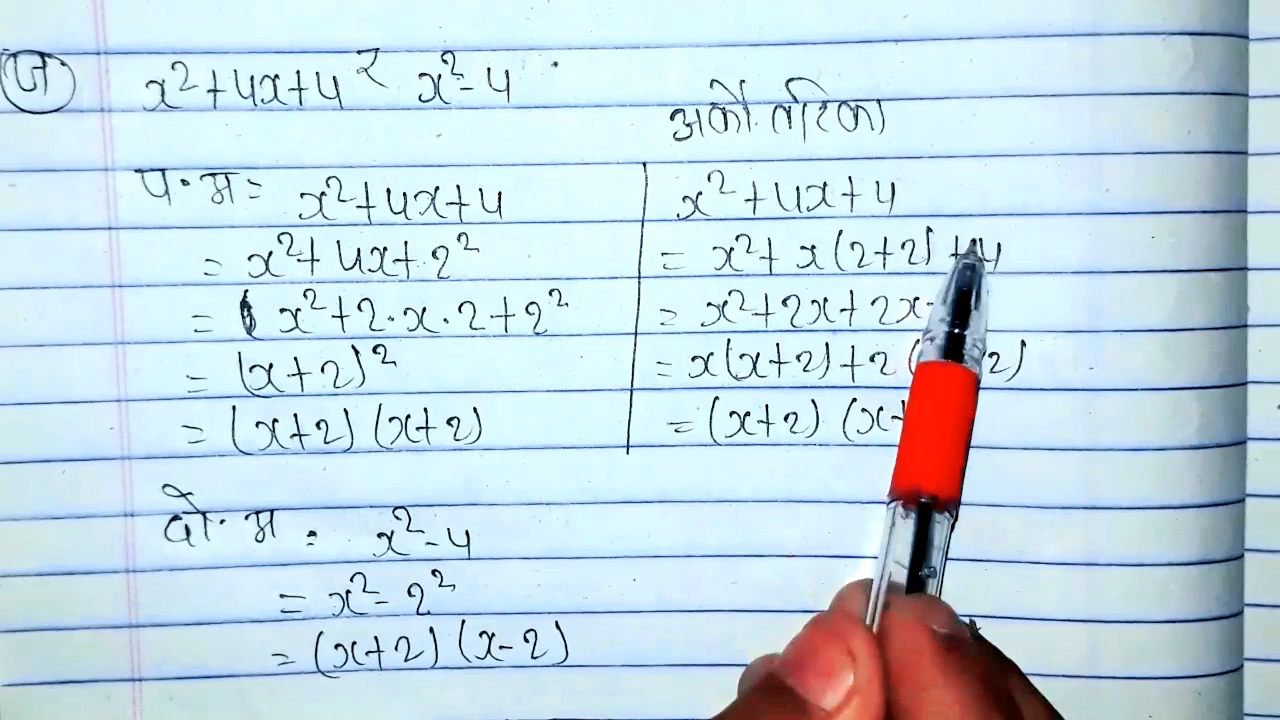 ज x²+4x+4 र x²-4
अर्को तरिका
प.अ= x²+4x+4
= x²+4x+2²
= x²+2·x·2+2²
= (x+2)²
= (x+2) (x+2)
x²+4x+4
= x²+x(2+2)+4
= x²+2x+2x
= x(x+2)+2( 2)
= (x+2) (x+
दो.अ = x²-4
= x²-2²
= (x+2) (x-2)